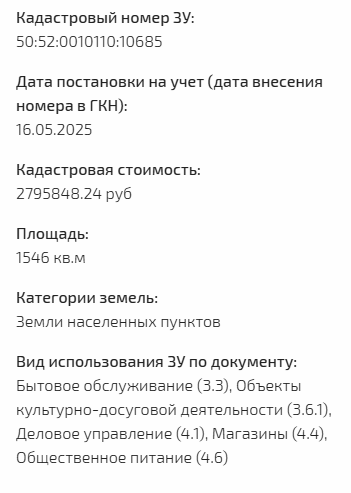 Кадастровый номер ЗУ:
50:52:0010110:10685
Дата постановки на учет (дата внесения
номера в ГКН):
16.05.2025
Кадастровая стоимость:
2795848.24 руб
Площадь:
1546 кв.м
Категории земель:
Земли населенных пунктов
Вид использования ЗУ по документу:
Бытовое обслуживание (3.3), Объекты
культурно-досуговой деятельности (3.6.1),
Деловое управление (4.1), Магазины (4.4),
Общественное питание (4.6)